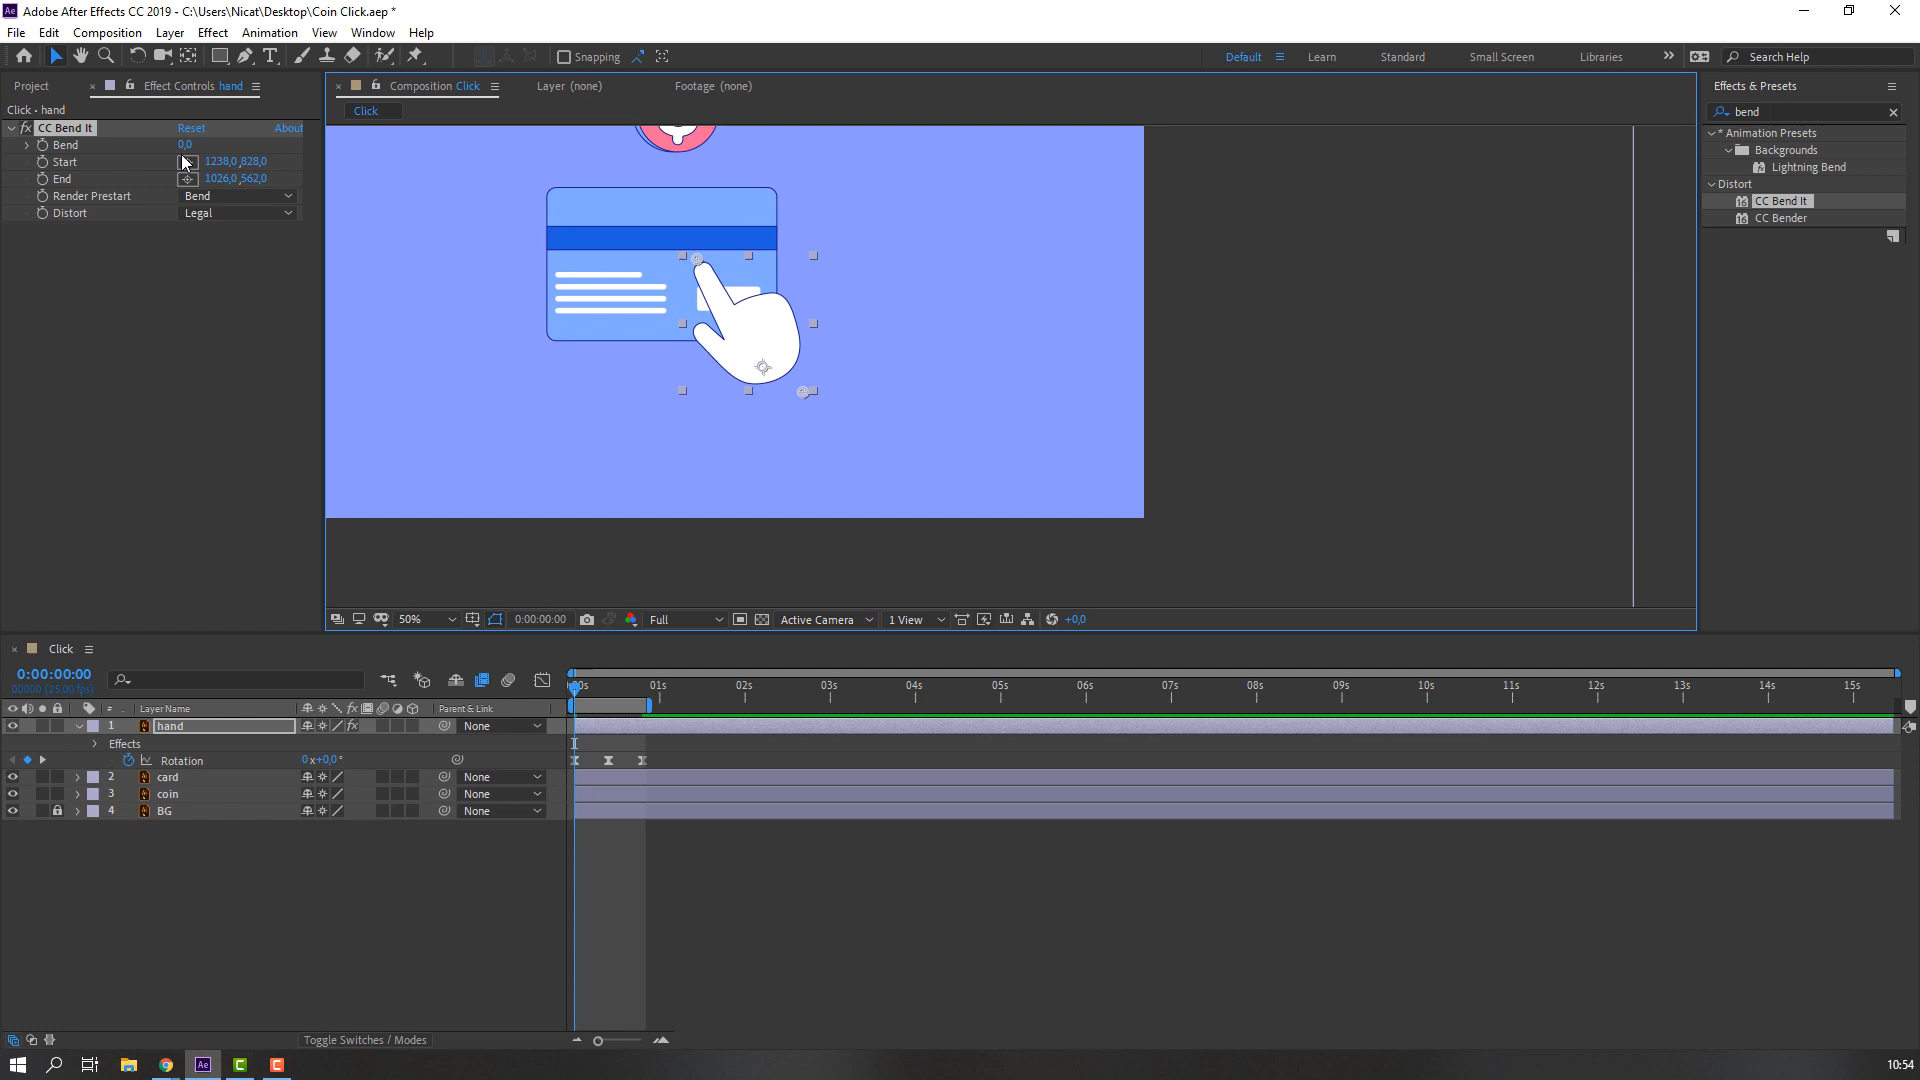 Adobe After Effects CC 2019 - C:\Users\Nicat\Desktop\Coin Click.aep *
File Edit Composition Layer Effect Animation View Window Help
Snapping
Default Learn Standard Small Screen Libraries Search Help
Project
Effect Controls hand
Composition Click
Layer (none)
Footage (none)
Effects & Presets
Click • hand
Click
bend
CC Bend It Reset About
Bend 0,0
Start 1238,0 ,828,0
End 1026,0 ,562,0
Render Prestart Bend
Distort Legal
* Animation Presets
Backgrounds
Lightning Bend
Distort
CC Bend It
CC Bender
50% 0:00:00:00 Full Active Camera 1 View +0,0
Click
0:00:00:00
00000 (25.00 fps)
01s 02s 03s 04s 05s 06s 07s 08s 09s 10s 11s 12s 13s 14s 15s
# Layer Name Parent & Link
1 hand None
Effects
Rotation 0x+0,0°
2 card None
3 coin None
4 BG None
Toggle Switches / Modes
10:54